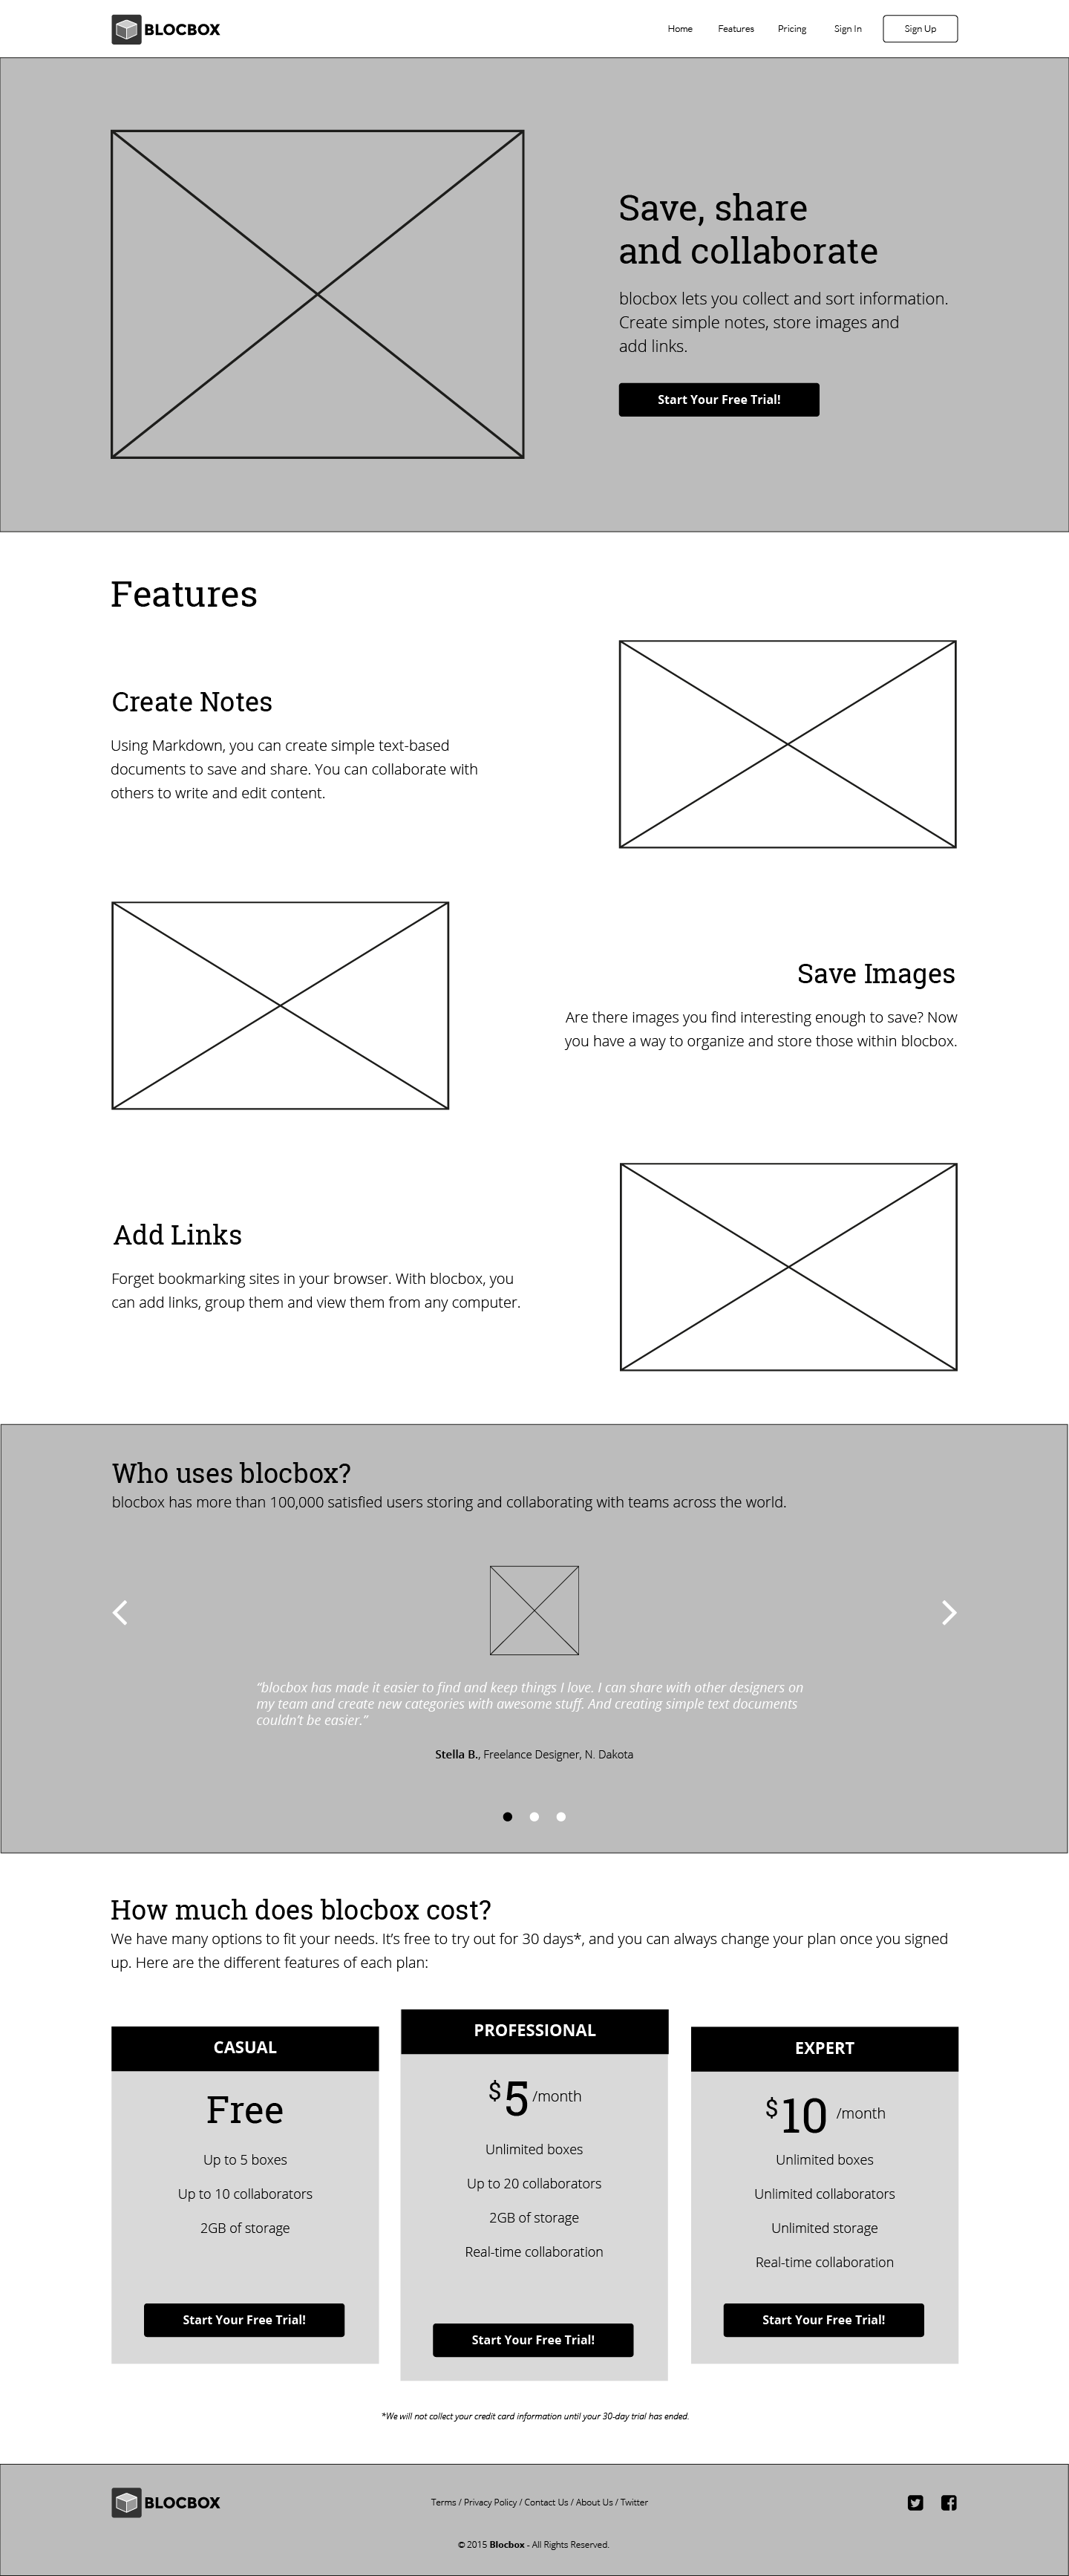 BLOCBOX
Home
Features
Pricing
Sign In
Sign Up
Save, share
and collaborate
blocbox lets you collect and sort information.
Create simple notes, store images and
add links.
Start Your Free Trial!
Features
Create Notes
Using Markdown, you can create simple text-based
documents to save and share. You can collaborate with
others to write and edit content.
Save Images
Are there images you find interesting enough to save? Now
you have a way to organize and store those within blocbox.
Add Links
Forget bookmarking sites in your browser. With blocbox, you
can add links, group them and view them from any computer.
Who uses blocbox?
blocbox has more than 100,000 satisfied users storing and collaborating with teams across the world.
“blocbox has made it easier to find and keep things I love. I can share with other designers on
my team and create new categories with awesome stuff. And creating simple text documents
couldn’t be easier.”
Stella B., Freelance Designer, N. Dakota
How much does blocbox cost?
We have many options to fit your needs. It’s free to try out for 30 days*, and you can always change your plan once you signed
up. Here are the different features of each plan:
CASUAL
Free
Up to 5 boxes
Up to 10 collaborators
2GB of storage
Start Your Free Trial!
PROFESSIONAL
$5 /month
Unlimited boxes
Up to 20 collaborators
2GB of storage
Real-time collaboration
Start Your Free Trial!
EXPERT
$10 /month
Unlimited boxes
Unlimited collaborators
Unlimited storage
Real-time collaboration
Start Your Free Trial!
*We will not collect your credit card information until your 30-day trial has ended.
BLOCBOX
Terms / Privacy Policy / Contact Us / About Us / Twitter
© 2015 Blocbox - All Rights Reserved.